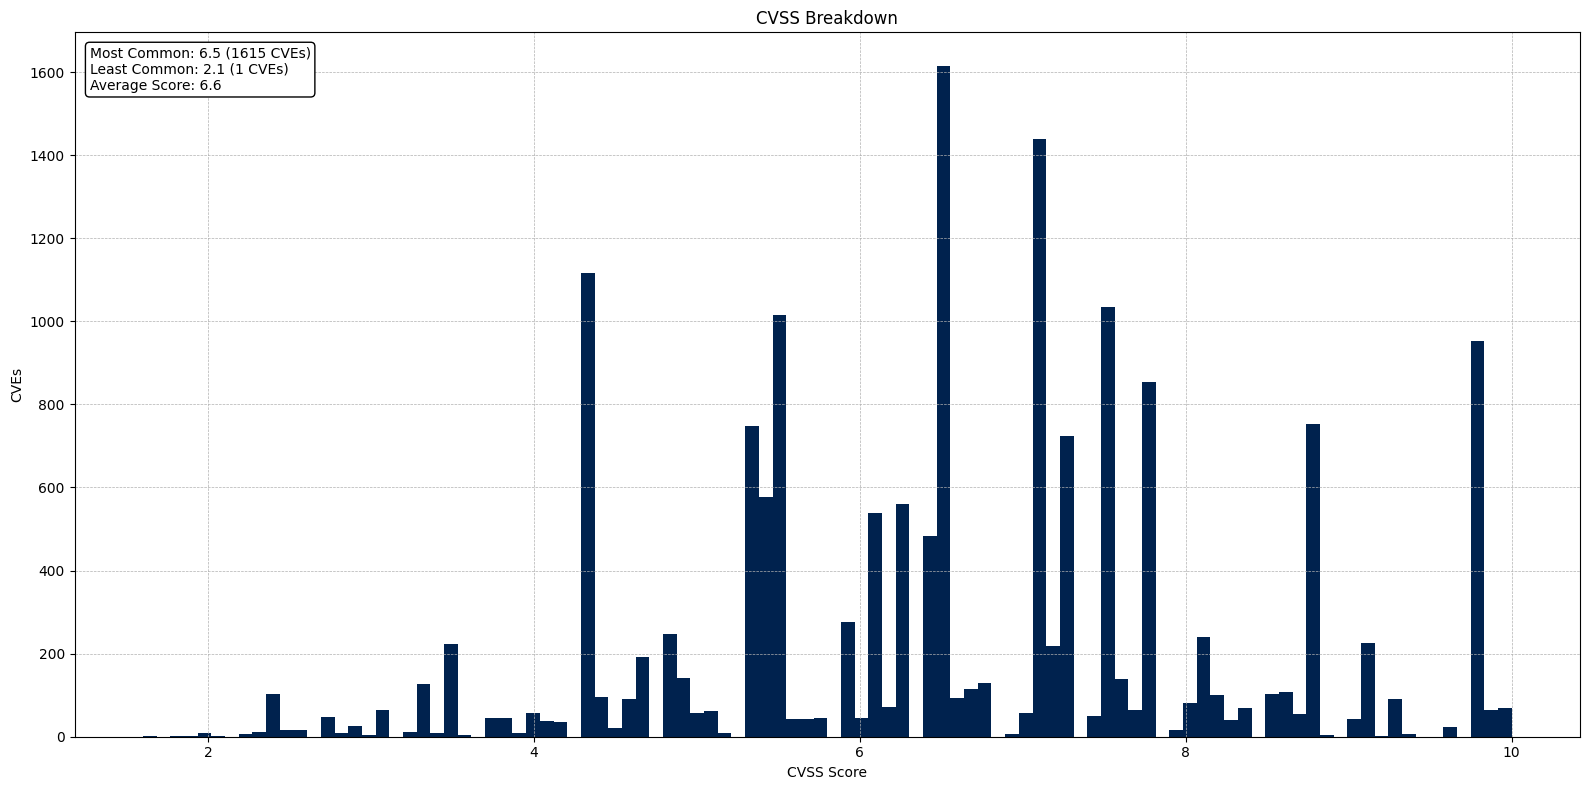 CVSS Breakdown
Most Common: 6.5 (1615 CVEs)
Least Common: 2.1 (1 CVEs)
Average Score: 6.6
1600
1400
1200
1000
800
600
400
200
0
CVEs
2 4 6 8 10
CVSS Score